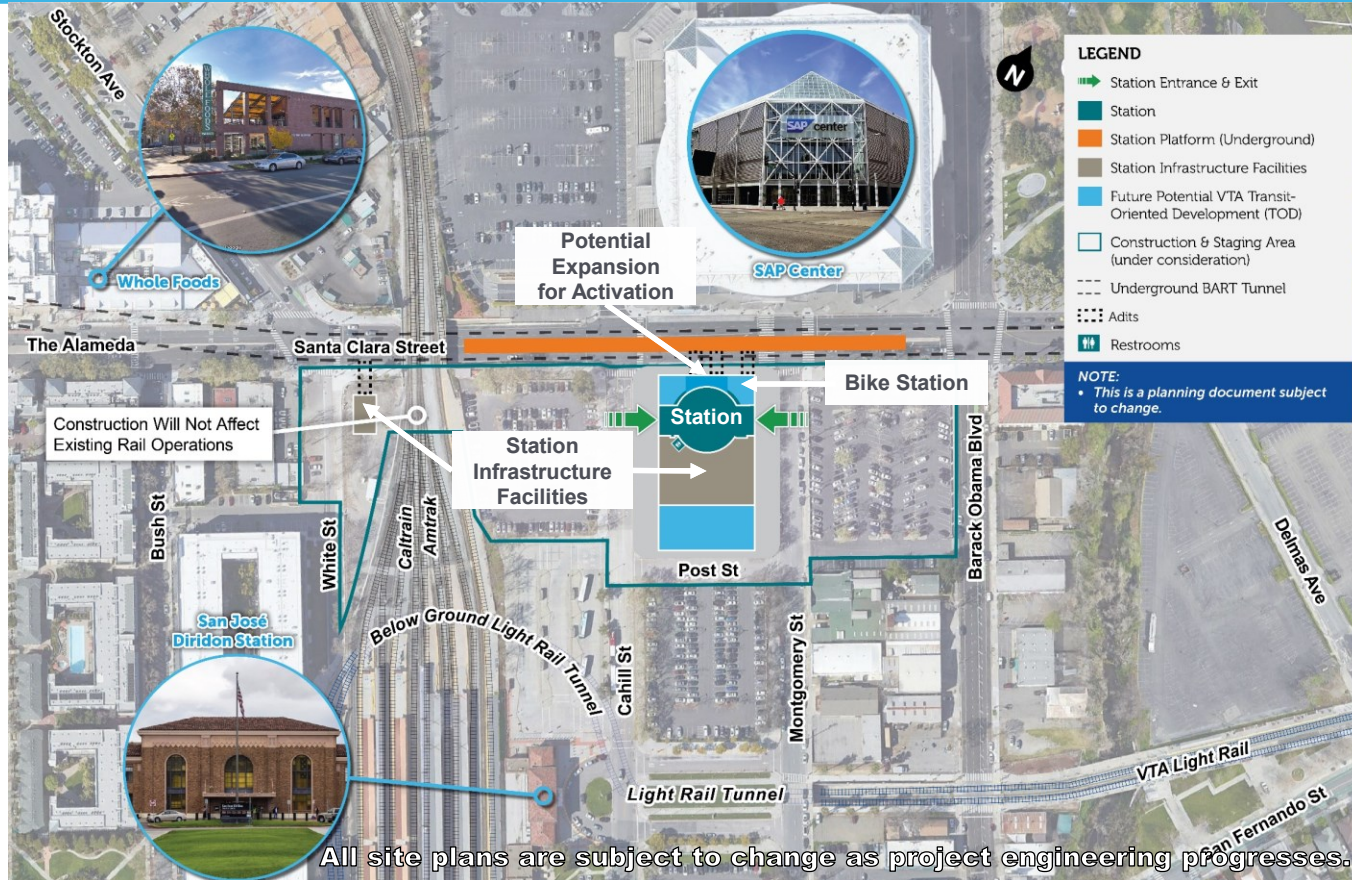 Stockton Ave
WHOLE FOODS
Whole Foods
SAP center
SAP Center
N
LEGEND
Station Entrance & Exit
Station
Station Platform (Underground)
Station Infrastructure Facilities
Future Potential VTA Transit-
Oriented Development (TOD)
Construction & Staging Area
(under consideration)
Underground BART Tunnel
Adits
Restrooms
NOTE:
• This is a planning document subject
to change.
Potential
Expansion
for Activation
The Alameda
Santa Clara Street
Bike Station
Construction Will Not Affect
Existing Rail Operations
Station
Station
Infrastructure
Facilities
Bush St
White St
Caltrain
Amtrak
Post St
Barack Obama Blvd
Delmas Ave
San José
Diridon Station
Below Ground Light Rail Tunnel
Cahill St
Montgomery St
Light Rail Tunnel
VTA Light Rail
San Fernando St
All site plans are subject to change as project engineering progresses.